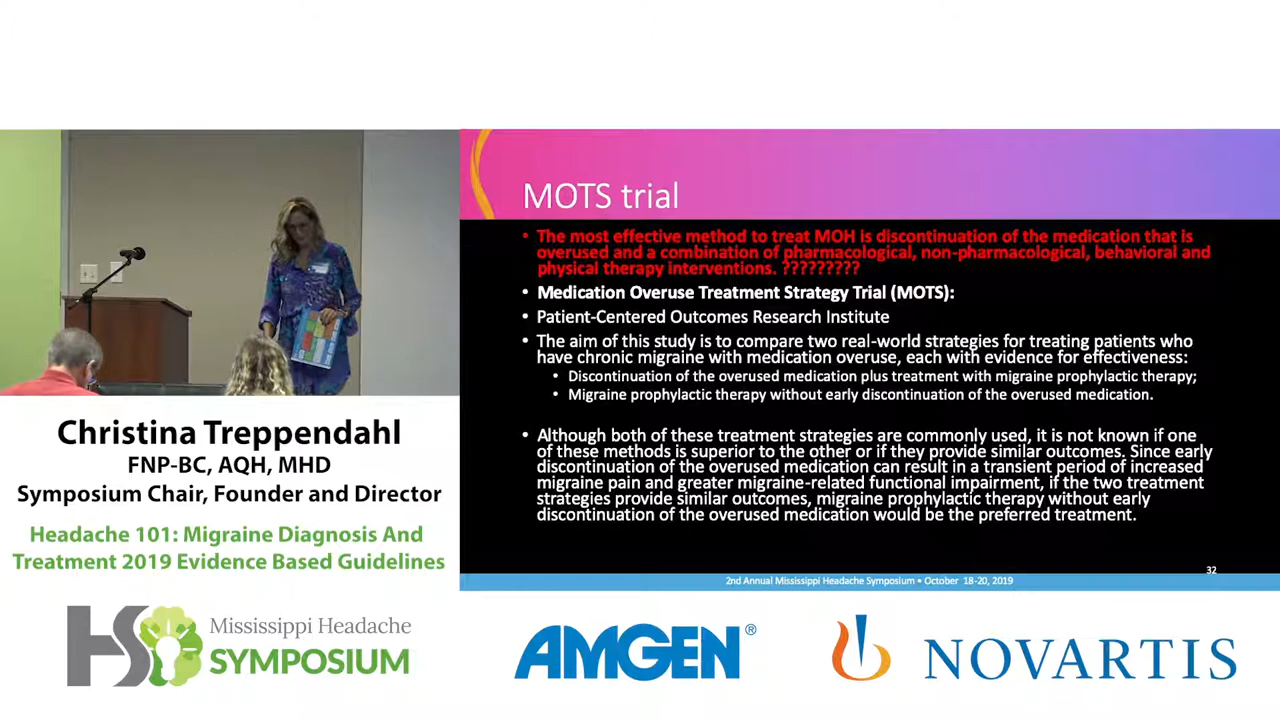 MOTS trial
• The most effective method to treat MOH is discontinuation of the medication that is
overused and a combination of pharmacological, non-pharmacological, behavioral and
physical therapy interventions. ?????????
• Medication Overuse Treatment Strategy Trial (MOTS):
• Patient-Centered Outcomes Research Institute
• The aim of this study is to compare two real-world strategies for treating patients who
have chronic migraine with medication overuse, each with evidence for effectiveness:
• Discontinuation of the overused medication plus treatment with migraine prophylactic therapy;
• Migraine prophylactic therapy without early discontinuation of the overused medication.
• Although both of these treatment strategies are commonly used, it is not known if one
of these methods is superior to the other or if they provide similar outcomes. Since early
discontinuation of the overused medication can result in a transient period of increased
migraine pain and greater migraine-related functional impairment, if the two treatment
strategies provide similar outcomes, migraine prophylactic therapy without early
discontinuation of the overused medication would be the preferred treatment.
32
2nd Annual Mississippi Headache Symposium • October 18-20, 2019
Christina Treppendahl
FNP-BC, AQH, MHD
Symposium Chair, Founder and Director
Headache 101: Migraine Diagnosis And
Treatment 2019 Evidence Based Guidelines
HS
Mississippi Headache
SYMPOSIUM
AMGEN®
NOVARTIS